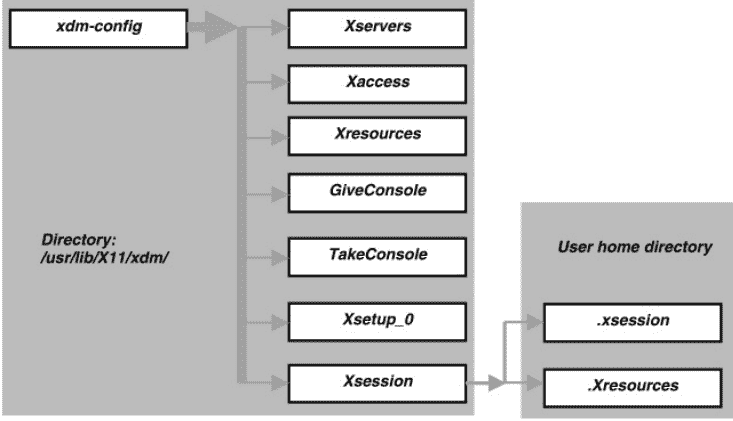 xdm-config
Xservers
Xaccess
Xresources
GiveConsole
Directory:
/usr/lib/X11/xdm/
TakeConsole
Xsetup_0
Xsession
User home directory
.xsession
.Xresources